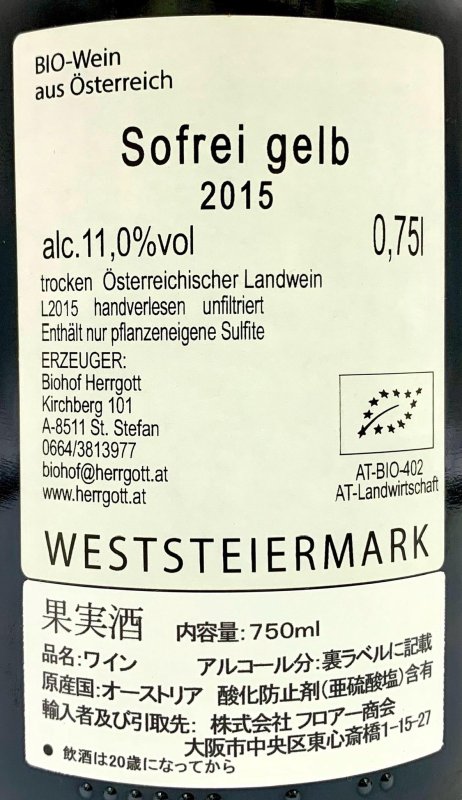 BIO-Wein
aus Österreich
Sofrei gelb
2015
alc.11,0%vol 0,75l
trocken Österreichischer Landwein
L2015 handverlesen unfiltriert
Enthält nur pflanzeneigene Sulfite
ERZEUGER:
Biohof Herrgott
Kirchberg 101
A-8511 St. Stefan
0664/3813977
biohof@herrgott.at
www.herrgott.at
AT-BIO-402
AT-Landwirtschaft
WESTSTEIERMARK
果実酒 内容量:750ml
品名:ワイン アルコール分:裏ラベルに記載
原産国:オーストリア 酸化防止剤(亜硫酸塩)含有
輸入者及び引取先: 株式会社 フロアー商会
大阪市中央区東心斎橋1-15-27
● 飲酒は20歳になってから